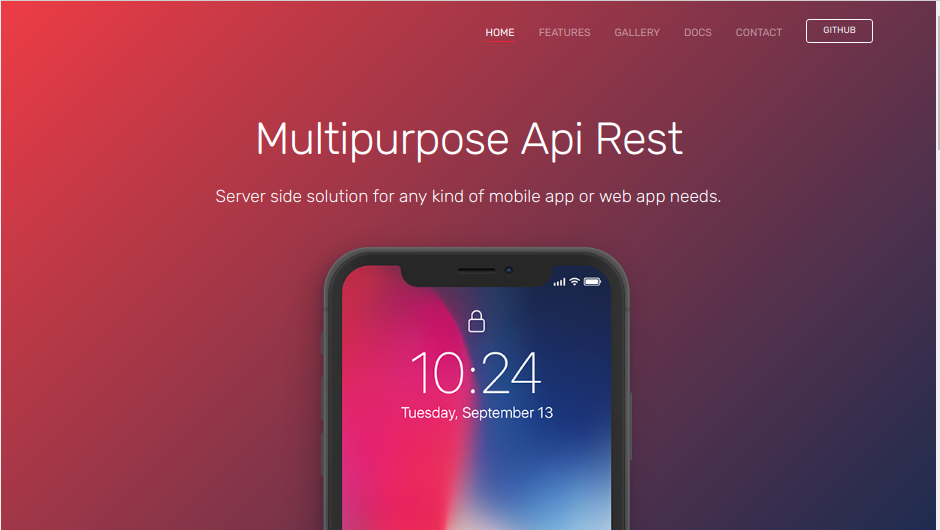 HOME FEATURES GALLERY DOCS CONTACT GITHUB
Multipurpose Api Rest
Server side solution for any kind of mobile app or web app needs.
10:24
Tuesday, September 13